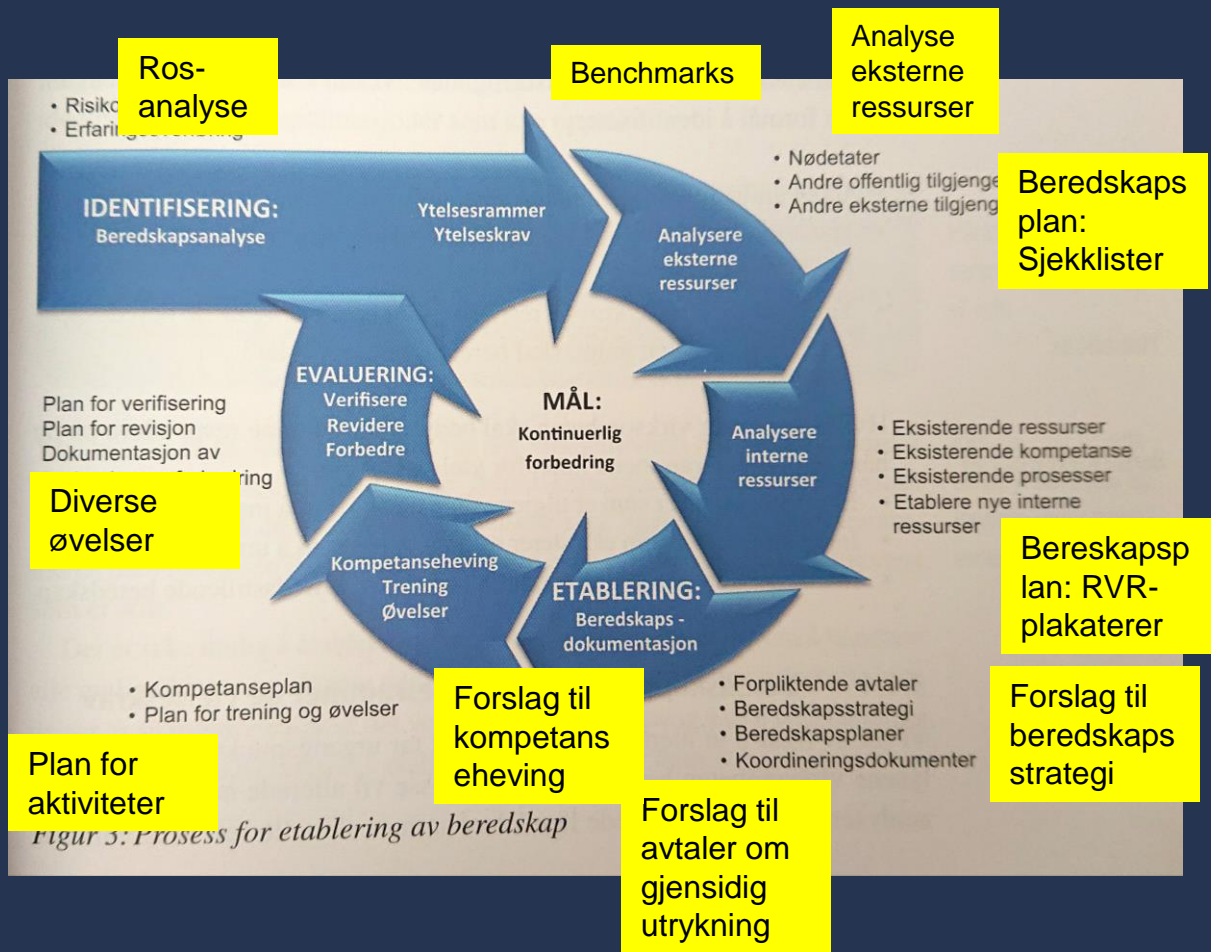 Ros-
analyse
Benchmarks
Analyse
eksterne
ressurser
• Risiko
• Erfaringsoverføring
IDENTIFISERING:
Beredskapsanalyse
Ytelsesrammer
Ytelseskrav
Analysere
eksterne
ressurser
• Nødetater
• Andre offentlig tilgjenge
• Andre eksterne tilgjeng
Beredskaps
plan:
Sjekklister
EVALUERING:
Verifisere
Revidere
Forbedre
MÅL:
Kontinuerlig
forbedring
Analysere
interne
ressurser
• Eksisterende ressurser
• Eksisterende kompetanse
• Eksisterende prosesser
• Etablere nye interne
ressurser
Plan for verifisering
Plan for revisjon
Dokumentasjon av
ring
Diverse
øvelser
Kompetanseheving
Trening
Øvelser
ETABLERING:
Beredskaps -
dokumentasjon
Bereskapsp
lan: RVR-
plakaterer
• Kompetanseplan
• Plan for trening og øvelser
Forslag til
kompetans
eheving
• Forpliktende avtaler
• Beredskapsstrategi
• Beredskapsplaner
• Koordineringsdokumenter
Forslag til
beredskaps
strategi
Plan for
aktiviteter
Forslag til
avtaler om
gjensidig
utrykning
Figur 3: Prosess for etablering av beredskap